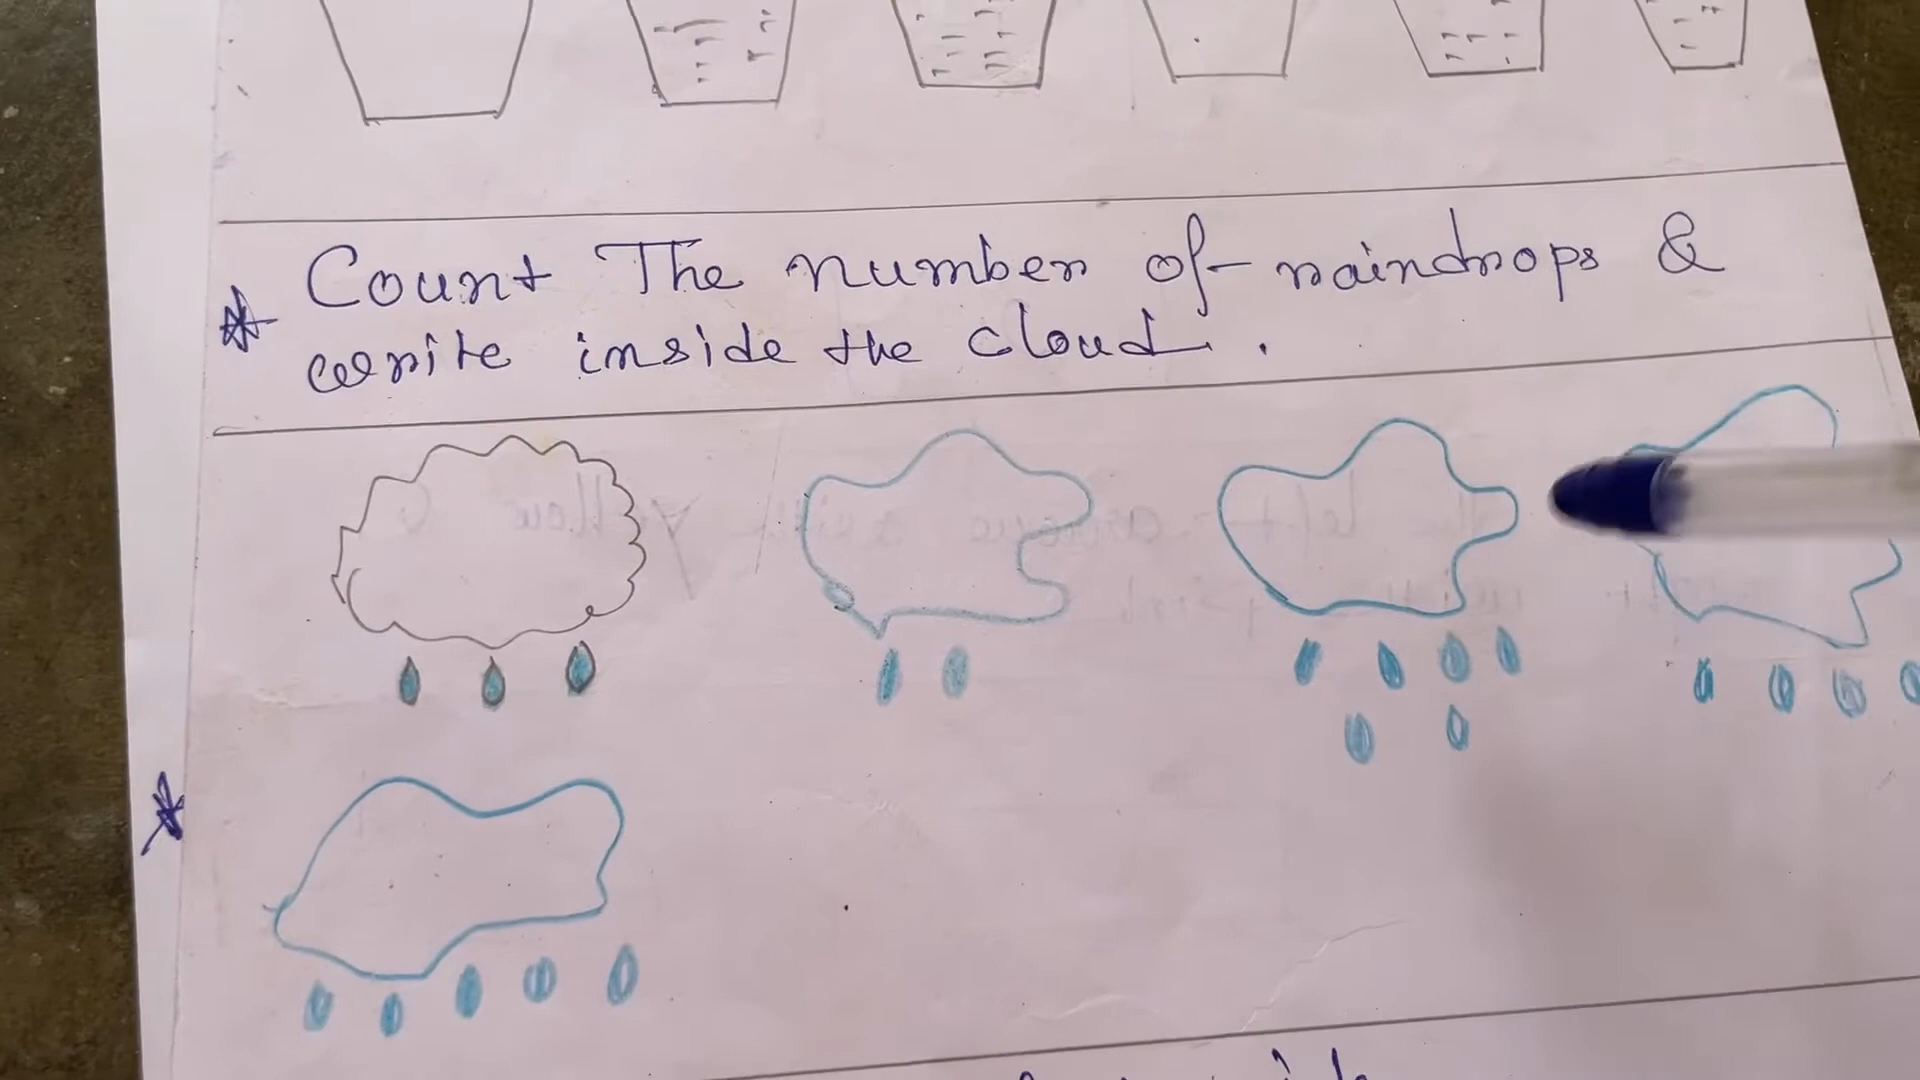 * Count The number of raindrops &
write inside the cloud.